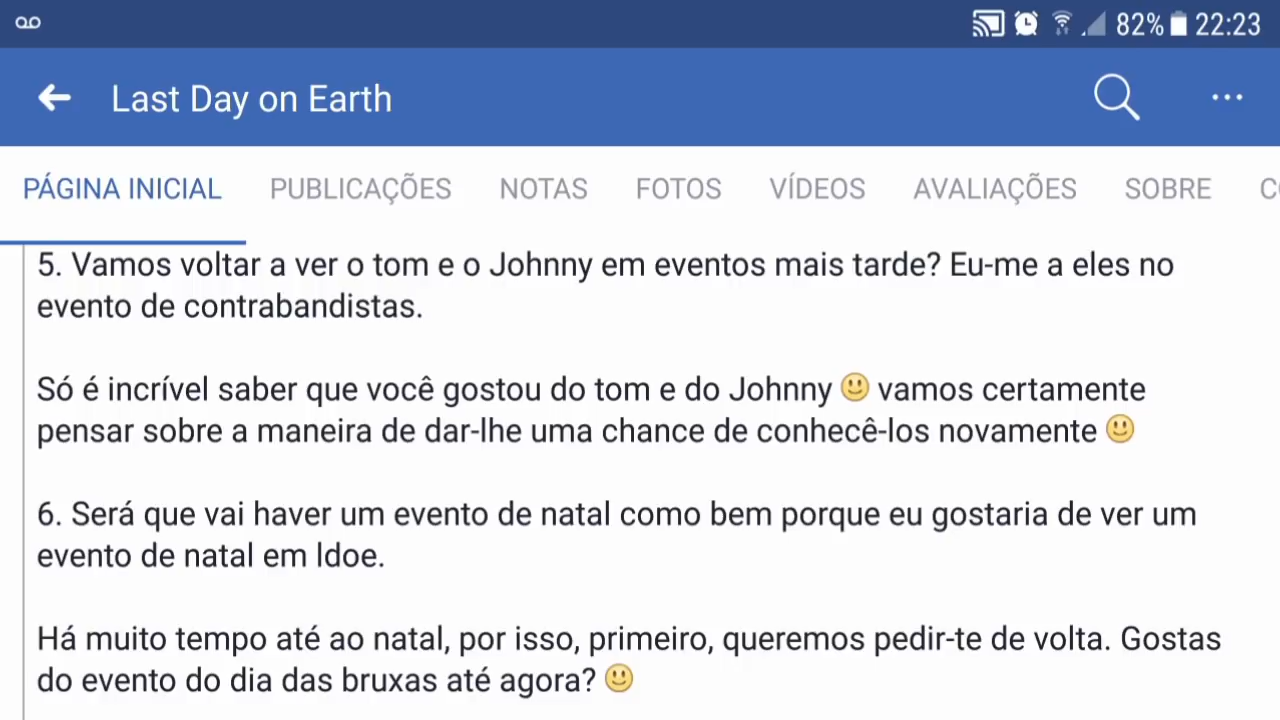 82% 22:23
Last Day on Earth
PÁGINA INICIAL PUBLICAÇÕES NOTAS FOTOS VÍDEOS AVALIAÇÕES SOBRE
5. Vamos voltar a ver o tom e o Johnny em eventos mais tarde? Eu-me a eles no
evento de contrabandistas.
Só é incrível saber que você gostou do tom e do Johnny 🙂 vamos certamente
pensar sobre a maneira de dar-lhe uma chance de conhecê-los novamente 🙂
6. Será que vai haver um evento de natal como bem porque eu gostaria de ver um
evento de natal em ldoe.
Há muito tempo até ao natal, por isso, primeiro, queremos pedir-te de volta. Gostas
do evento do dia das bruxas até agora? 🙂